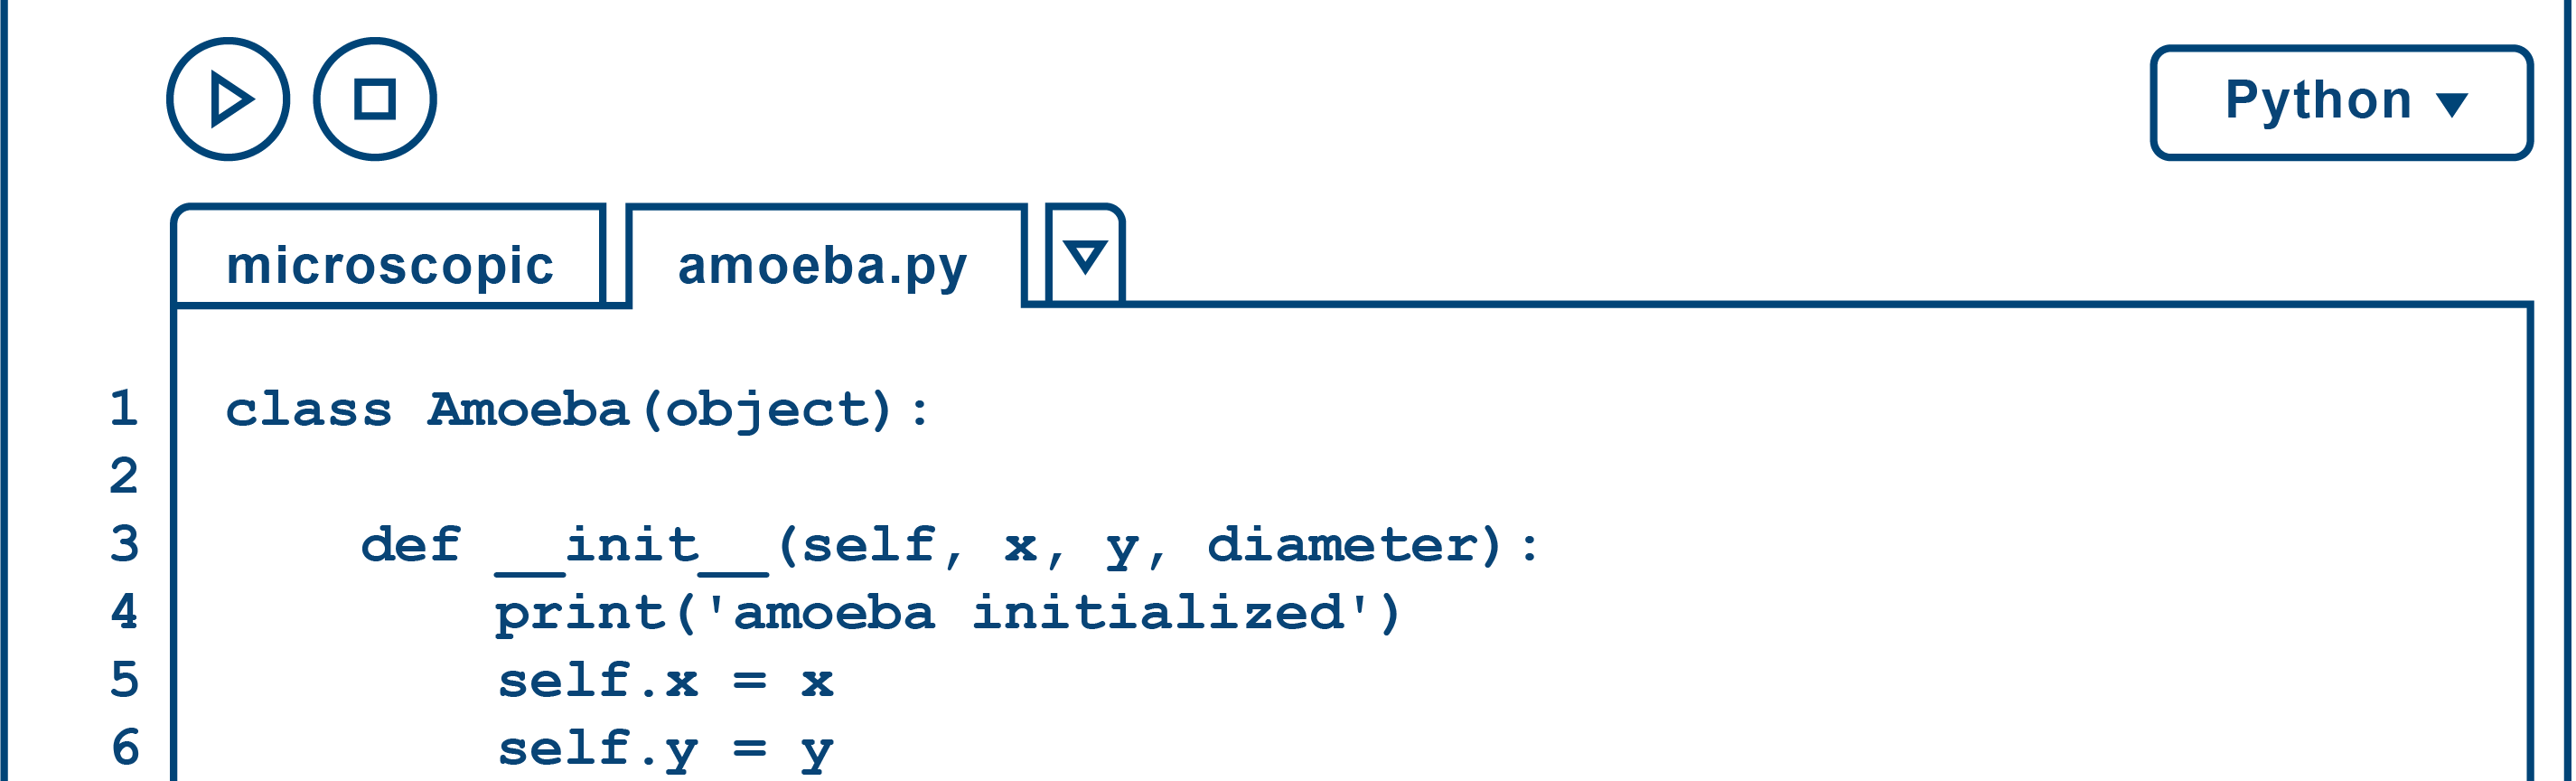 Python
microscopic amoeba.py
1 class Amoeba(object):
2
3     def __init__(self, x, y, diameter):
4         print('amoeba initialized')
5         self.x = x
6         self.y = y